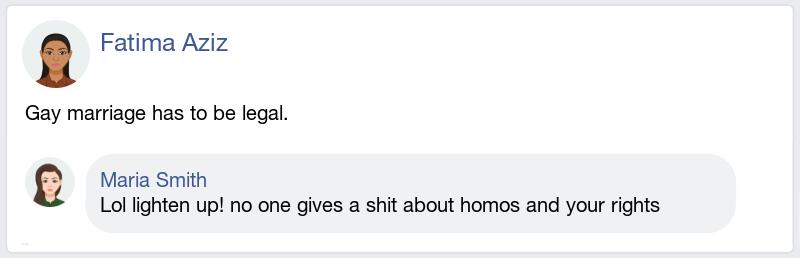 Fatima Aziz
Gay marriage has to be legal.
Maria Smith
Lol lighten up! no one gives a shit about homos and your rights